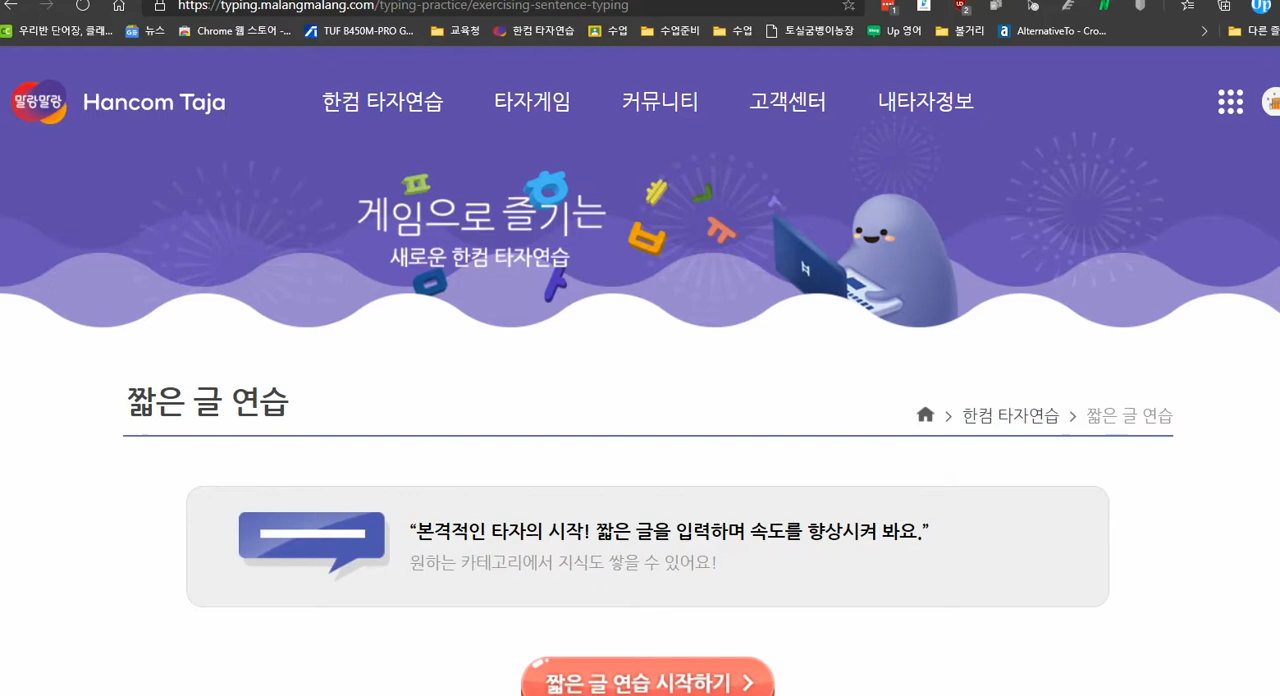 https://typing.malangmalang.com/typing-practice/exercising-sentence-typing
우리반 단어장, 클래... 뉴스 Chrome 웹 스토어 -... TUF B450M-PRO G... 교육청 한컴 타자연습 수업 수업준비 수업 토실굼벵이농장 Up 영어 볼거리 AlternativeTo - Cro... 다른 즐
말랑말랑 Hancom Taja 한컴 타자연습 타자게임 커뮤니티 고객센터 내타자정보
게임으로 즐기는
새로운 한컴 타자연습
짧은 글 연습
한컴 타자연습 > 짧은 글 연습
“본격적인 타자의 시작! 짧은 글을 입력하며 속도를 향상시켜 봐요.”
원하는 카테고리에서 지식도 쌓을 수 있어요!
짧은 글 연습 시작하기 >